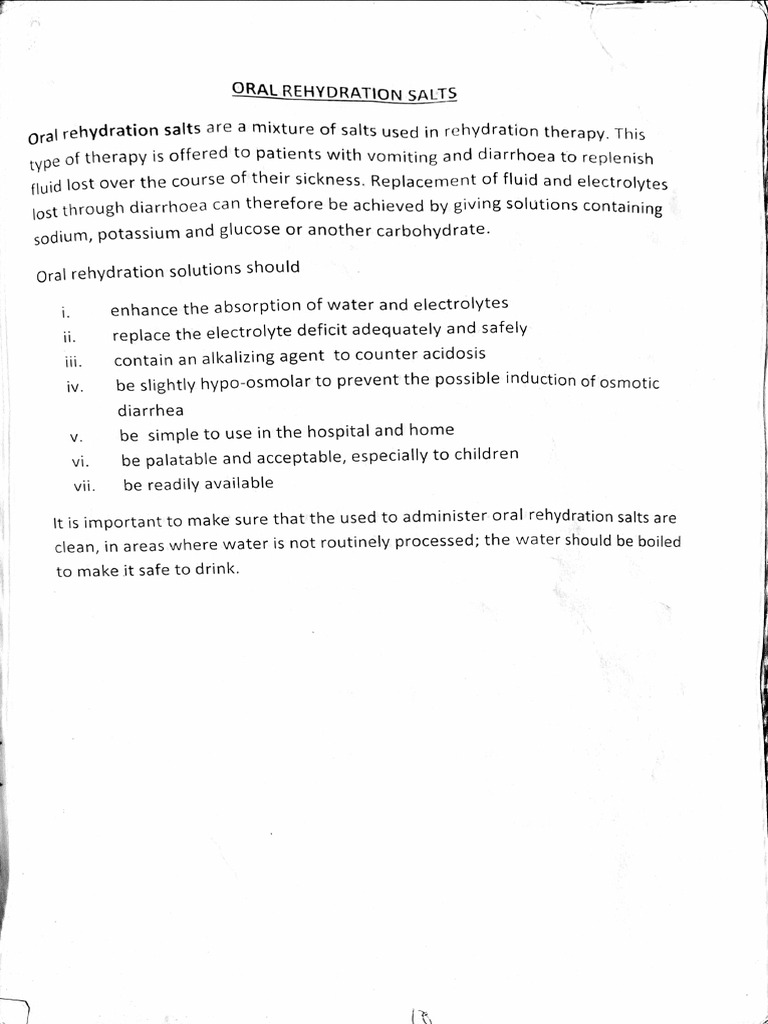 ORAL REHYDRATION SALTS
Oral rehydration salts are a mixture of salts used in rehydration therapy. This
type of therapy is offered to patients with vomiting and diarrhoea to replenish
fluid lost over the course of their sickness. Replacement of fluid and electrolytes
lost through diarrhoea can therefore be achieved by giving solutions containing
sodium, potassium and glucose or another carbohydrate.
Oral rehydration solutions should
i. enhance the absorption of water and electrolytes
ii. replace the electrolyte deficit adequately and safely
iii. contain an alkalizing agent to counter acidosis
iv. be slightly hypo-osmolar to prevent the possible induction of osmotic
diarrhea
v. be simple to use in the hospital and home
vi. be palatable and acceptable, especially to children
vii. be readily available
It is important to make sure that the used to administer oral rehydration salts are
clean, in areas where water is not routinely processed; the water should be boiled
to make it safe to drink.